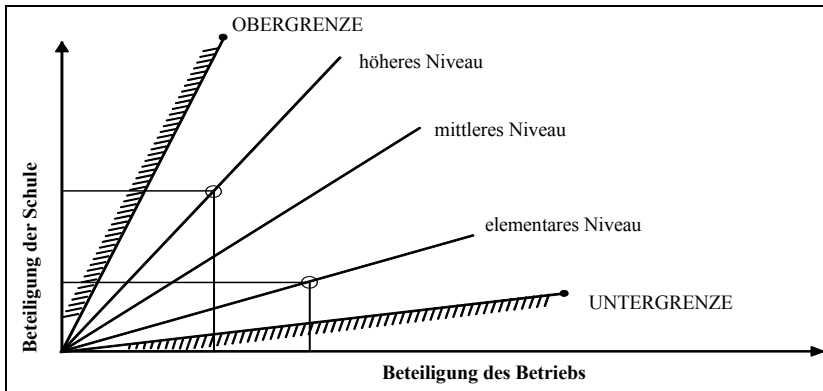 OBERGRENZE
höheres Niveau
mittleres Niveau
elementares Niveau
UNTERGRENZE
Beteiligung der Schule
Beteiligung des Betriebs